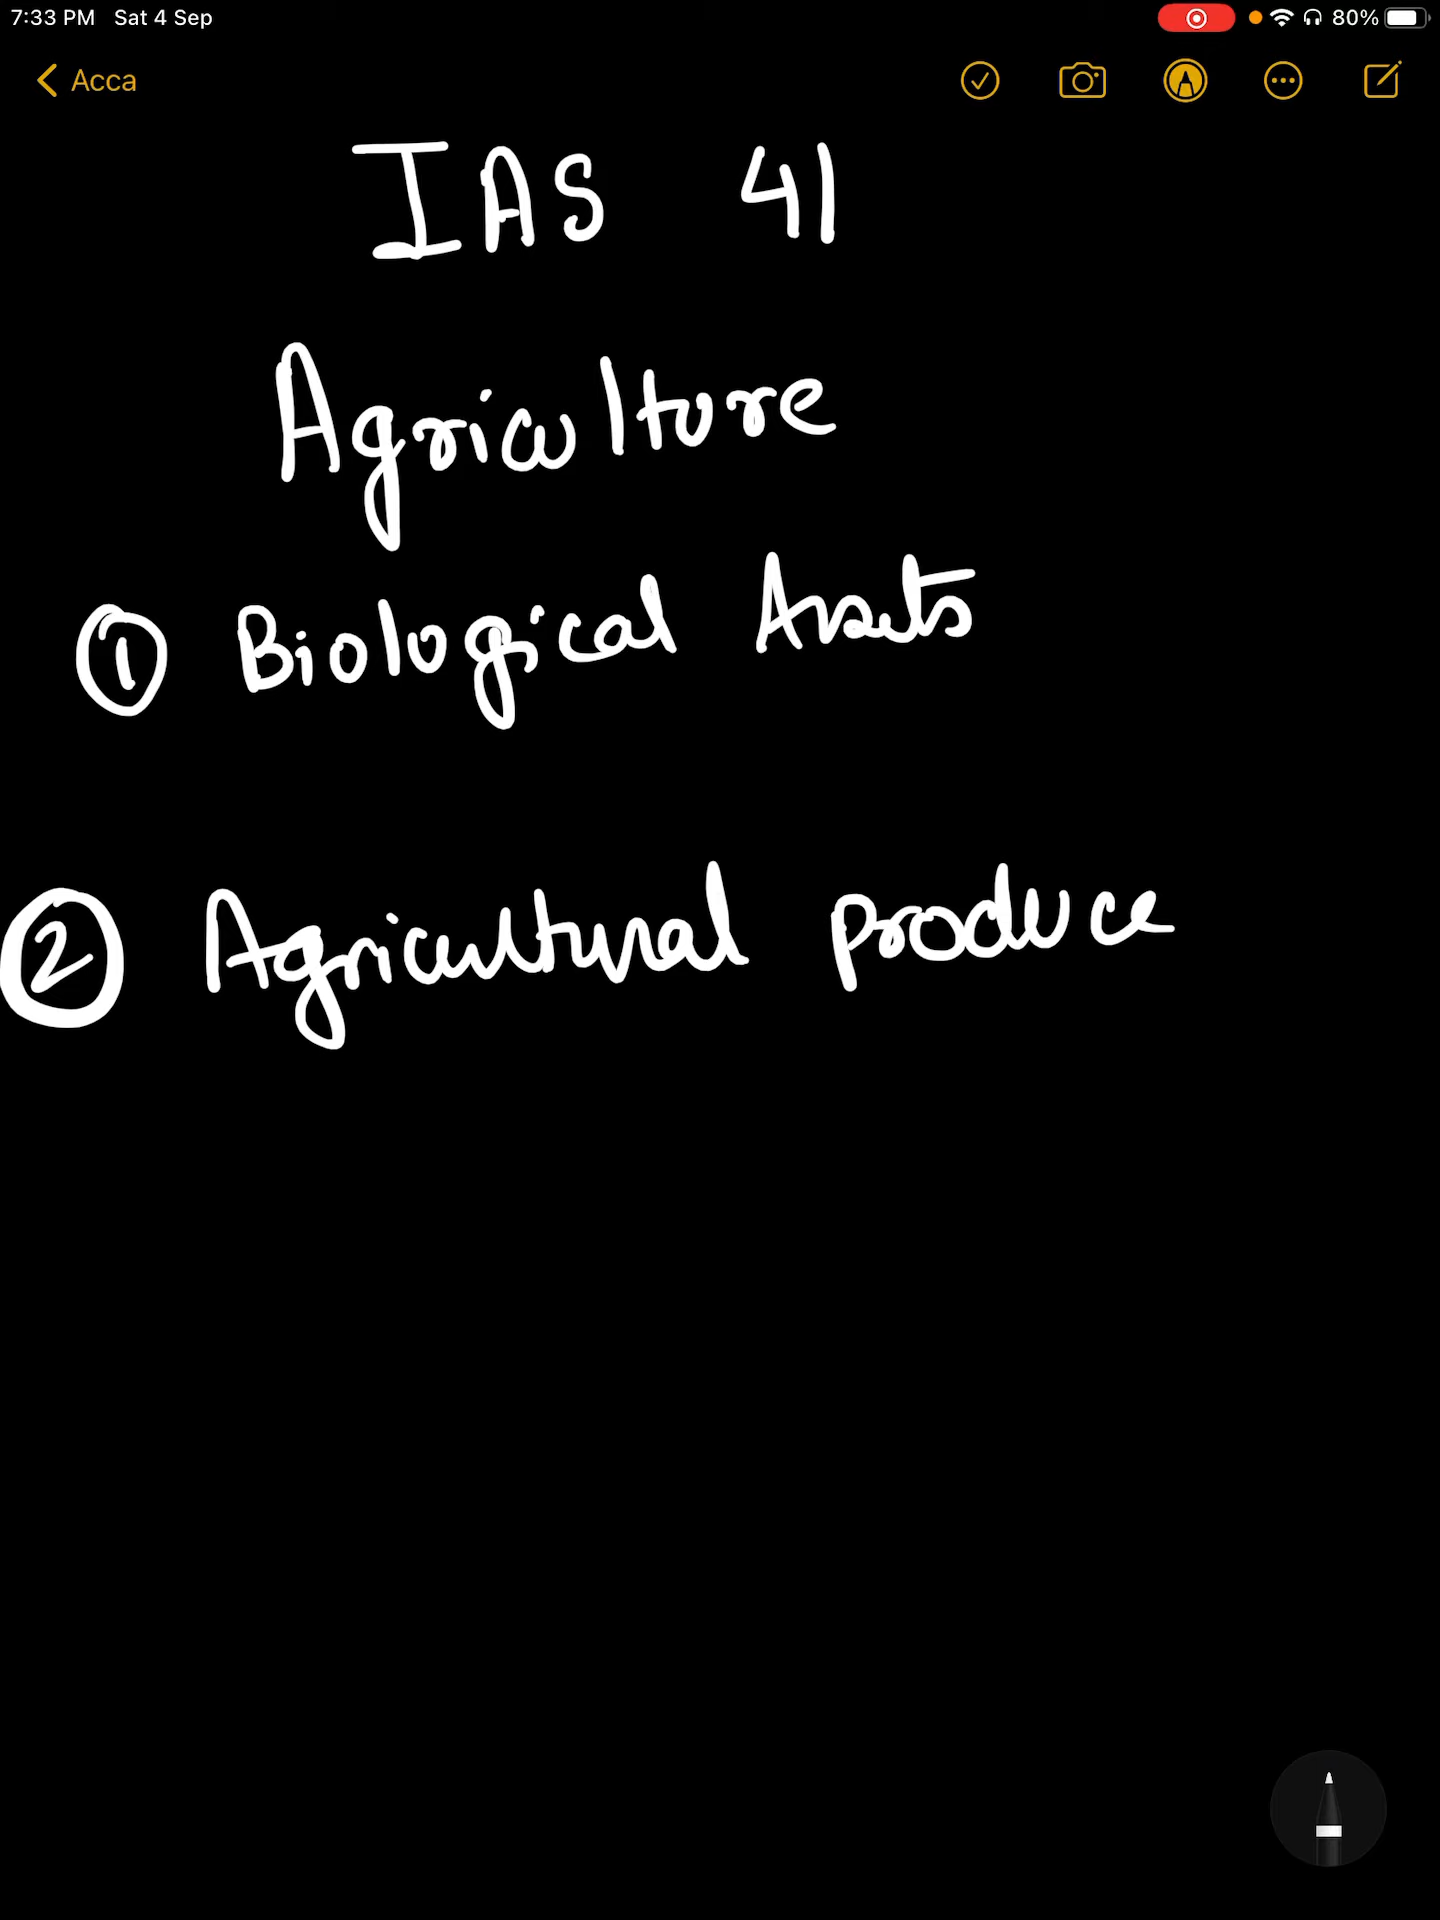 7:33 PM Sat 4 Sep 80%
Acca
IAS 41
Agriculture
① Biological Assets
② Agricultural produce